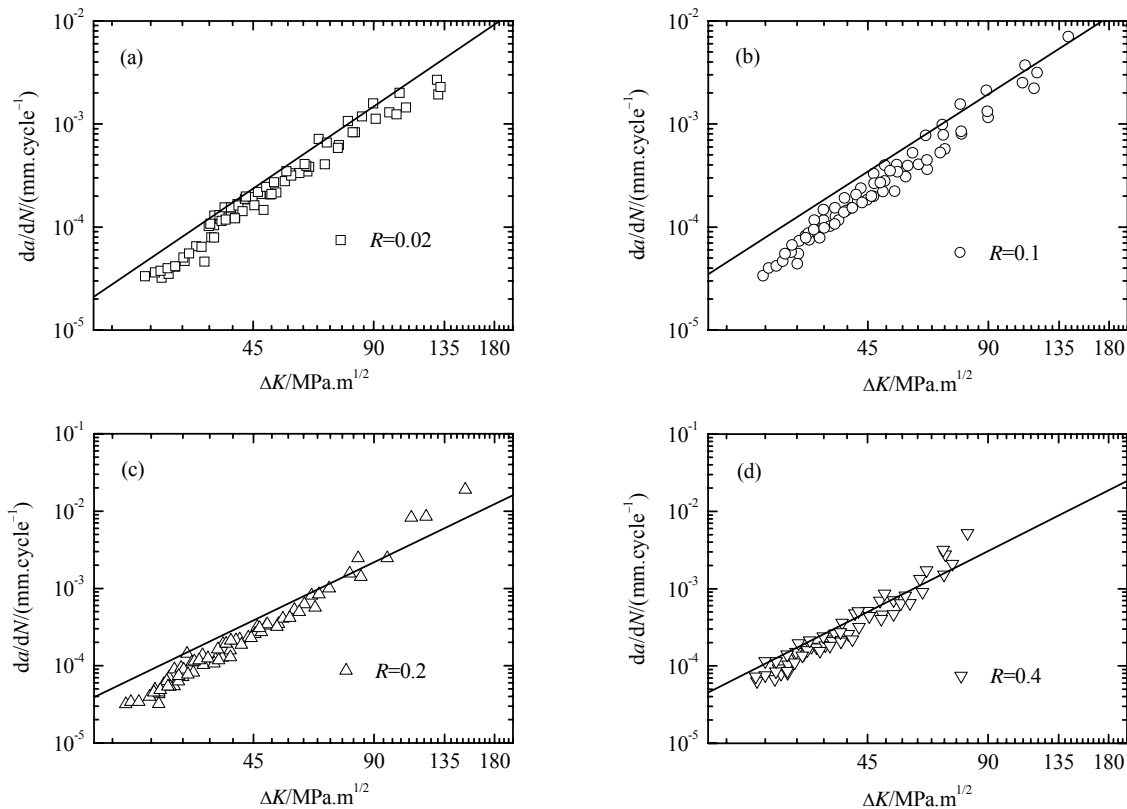 (a)
da/dN/(mm.cycle⁻¹)
10⁻²
10⁻³
10⁻⁴
10⁻⁵
R=0.02
45 90 135 180
ΔK/MPa.m¹/²
(b)
da/dN/(mm.cycle⁻¹)
10⁻²
10⁻³
10⁻⁴
10⁻⁵
R=0.1
45 90 135 180
ΔK/MPa.m¹/²
(c)
da/dN/(mm.cycle⁻¹)
10⁻¹
10⁻²
10⁻³
10⁻⁴
10⁻⁵
R=0.2
45 90 135 180
ΔK/MPa.m¹/²
(d)
da/dN/(mm.cycle⁻¹)
10⁻¹
10⁻²
10⁻³
10⁻⁴
10⁻⁵
R=0.4
45 90 135 180
ΔK/MPa.m¹/²